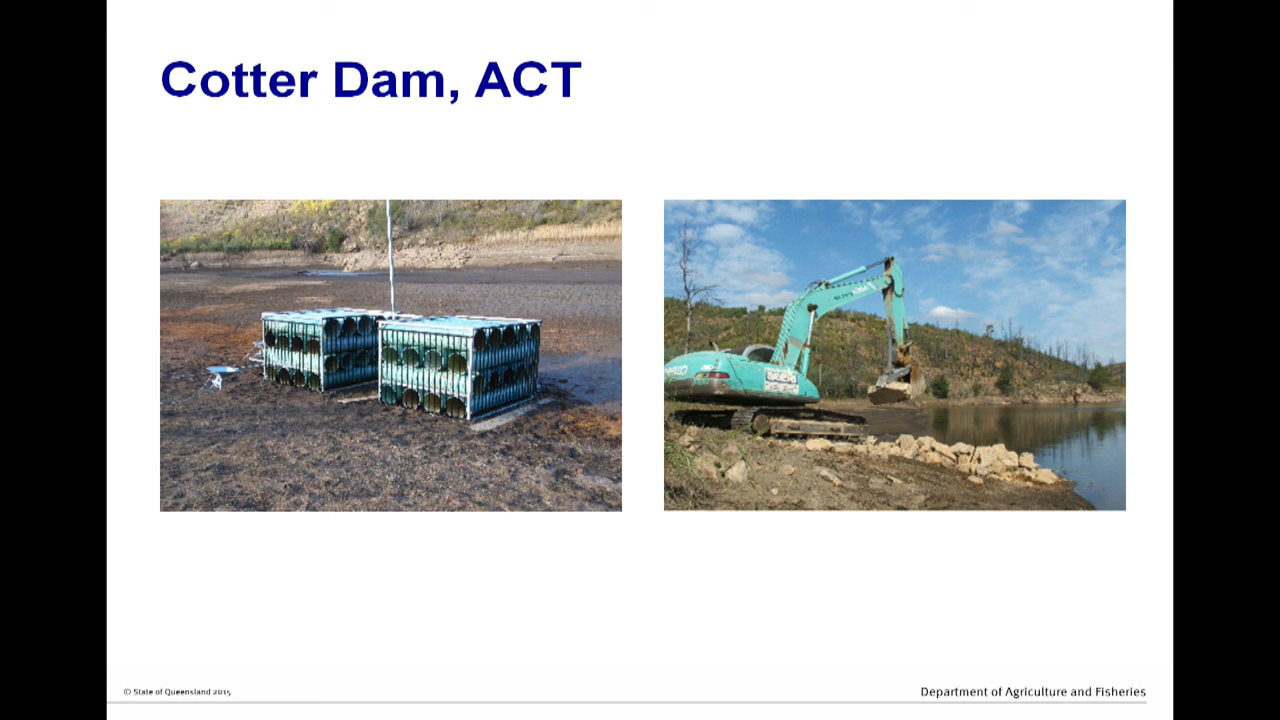 Cotter Dam, ACT
© State of Queensland 2015
Department of Agriculture and Fisheries